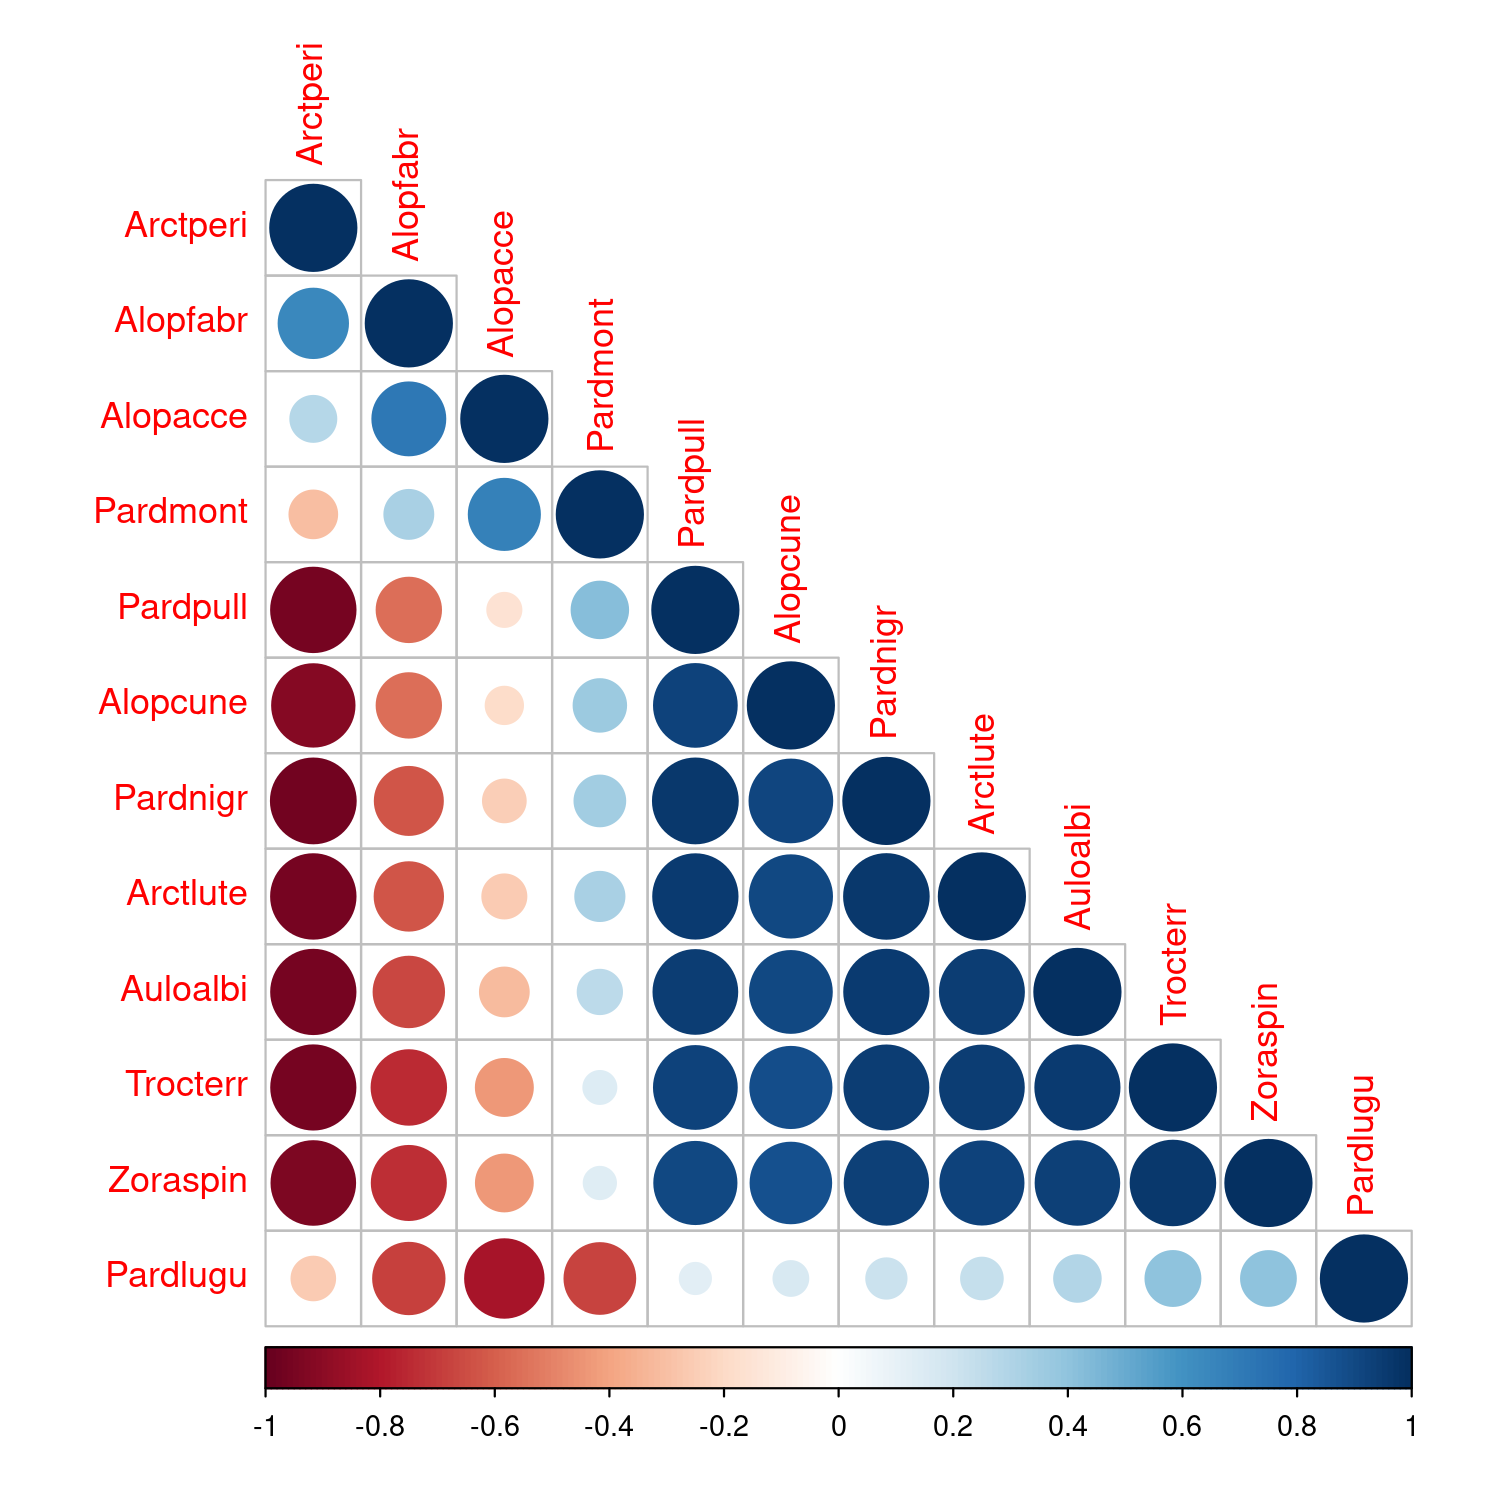 Arctperi
Alopfabr
Alopacce
Pardmont
Pardpull
Alopcune
Pardnigr
Arctlute
Auloalbi
Trocterr
Zoraspin
Pardlugu
Arctperi
Alopfabr
Alopacce
Pardmont
Pardpull
Alopcune
Pardnigr
Arctlute
Auloalbi
Trocterr
Zoraspin
Pardlugu
-1 -0.8 -0.6 -0.4 -0.2 0 0.2 0.4 0.6 0.8 1